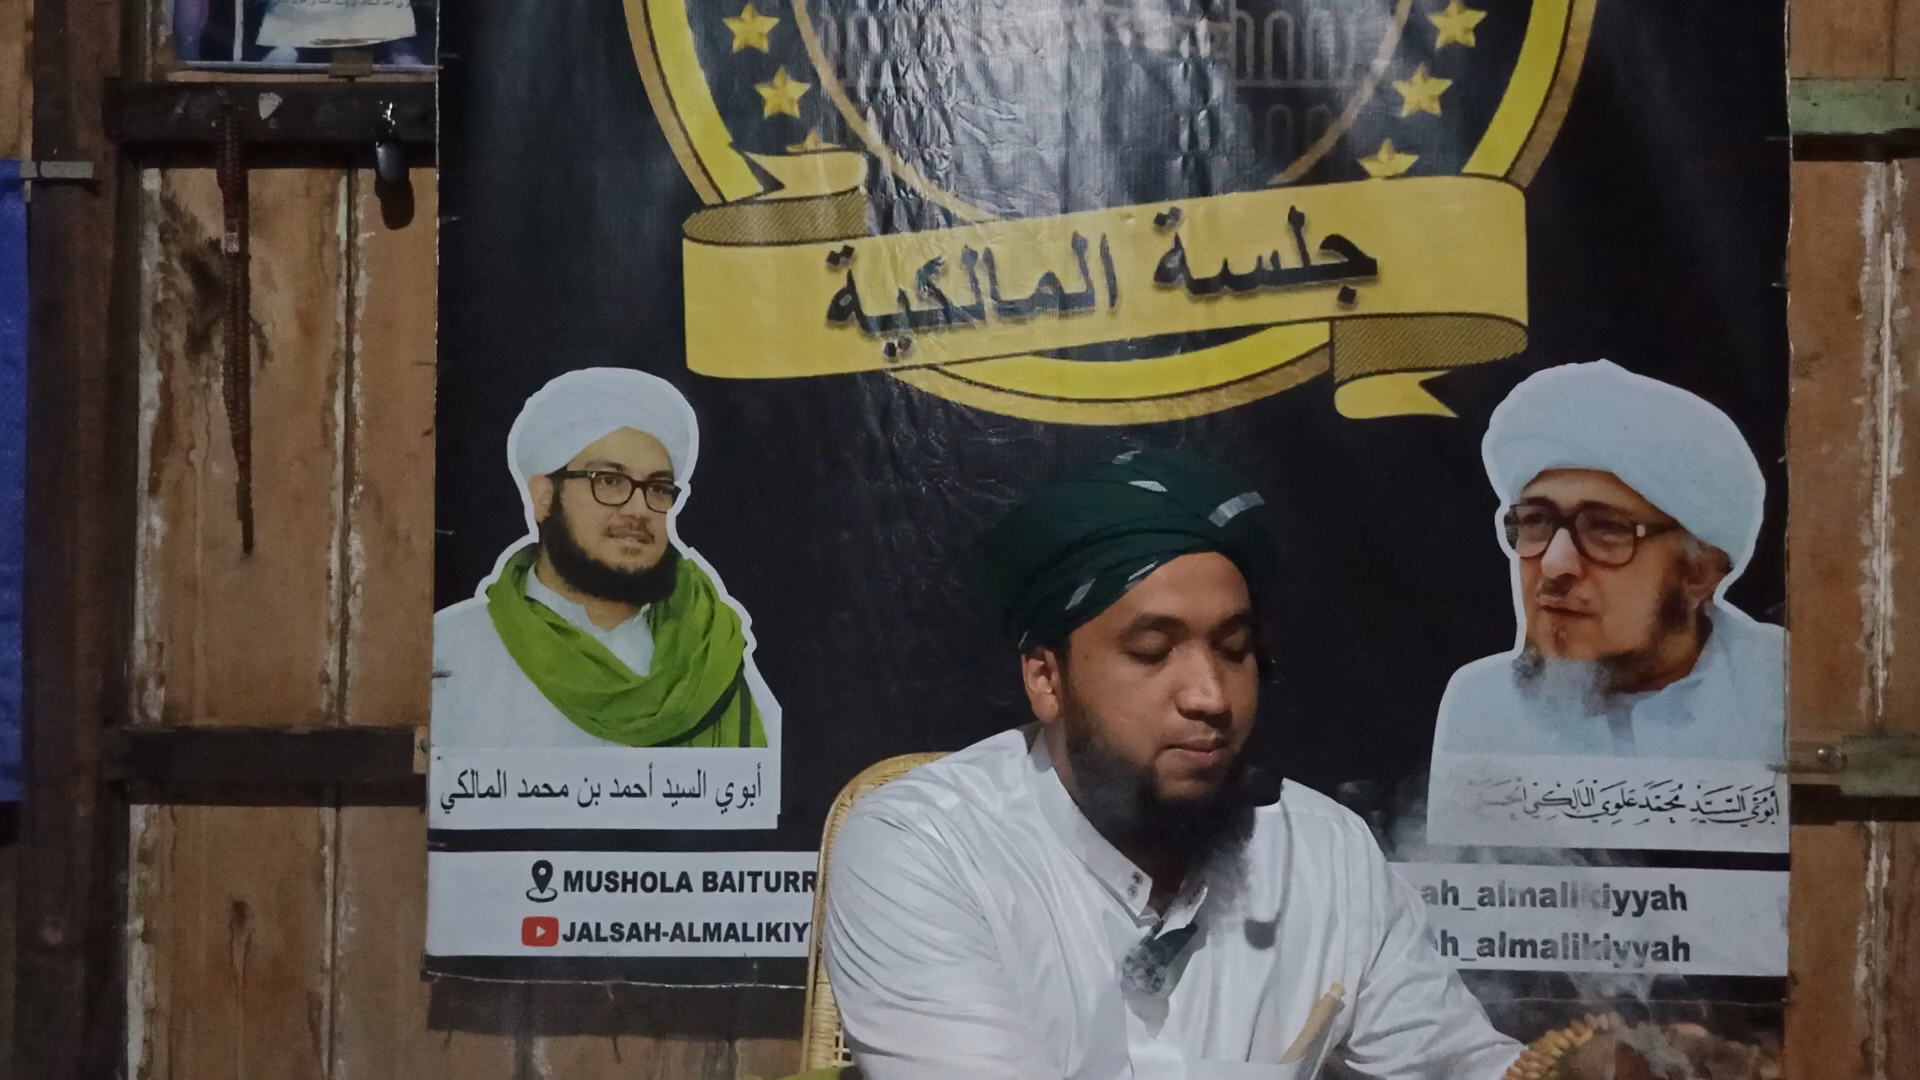 جلسة المالكية
أبوي السيد أحمد بن محمد المالكي
أبوي السيد محمد علوي المالكي
MUSHOLA BAITURR
JALSAH-ALMALIKIY
ah_almalikiyyah
h_almalikiyyah